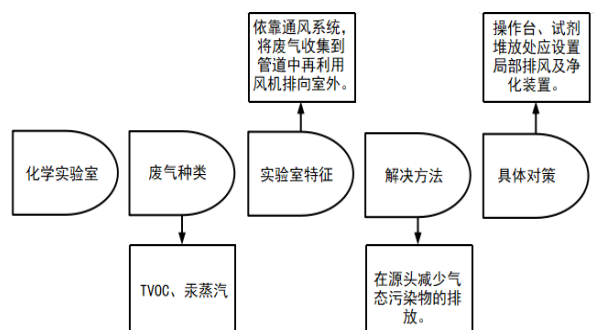 依靠通风系统，
将废气收集到
管道中再利用
风机排向室外。
操作台、试剂
堆放处应设置
局部排风及净
化装置。
化学实验室
废气种类
实验室特征
解决方法
具体对策
TVOC、汞蒸汽
在源头减少气
态污染物的排
放。